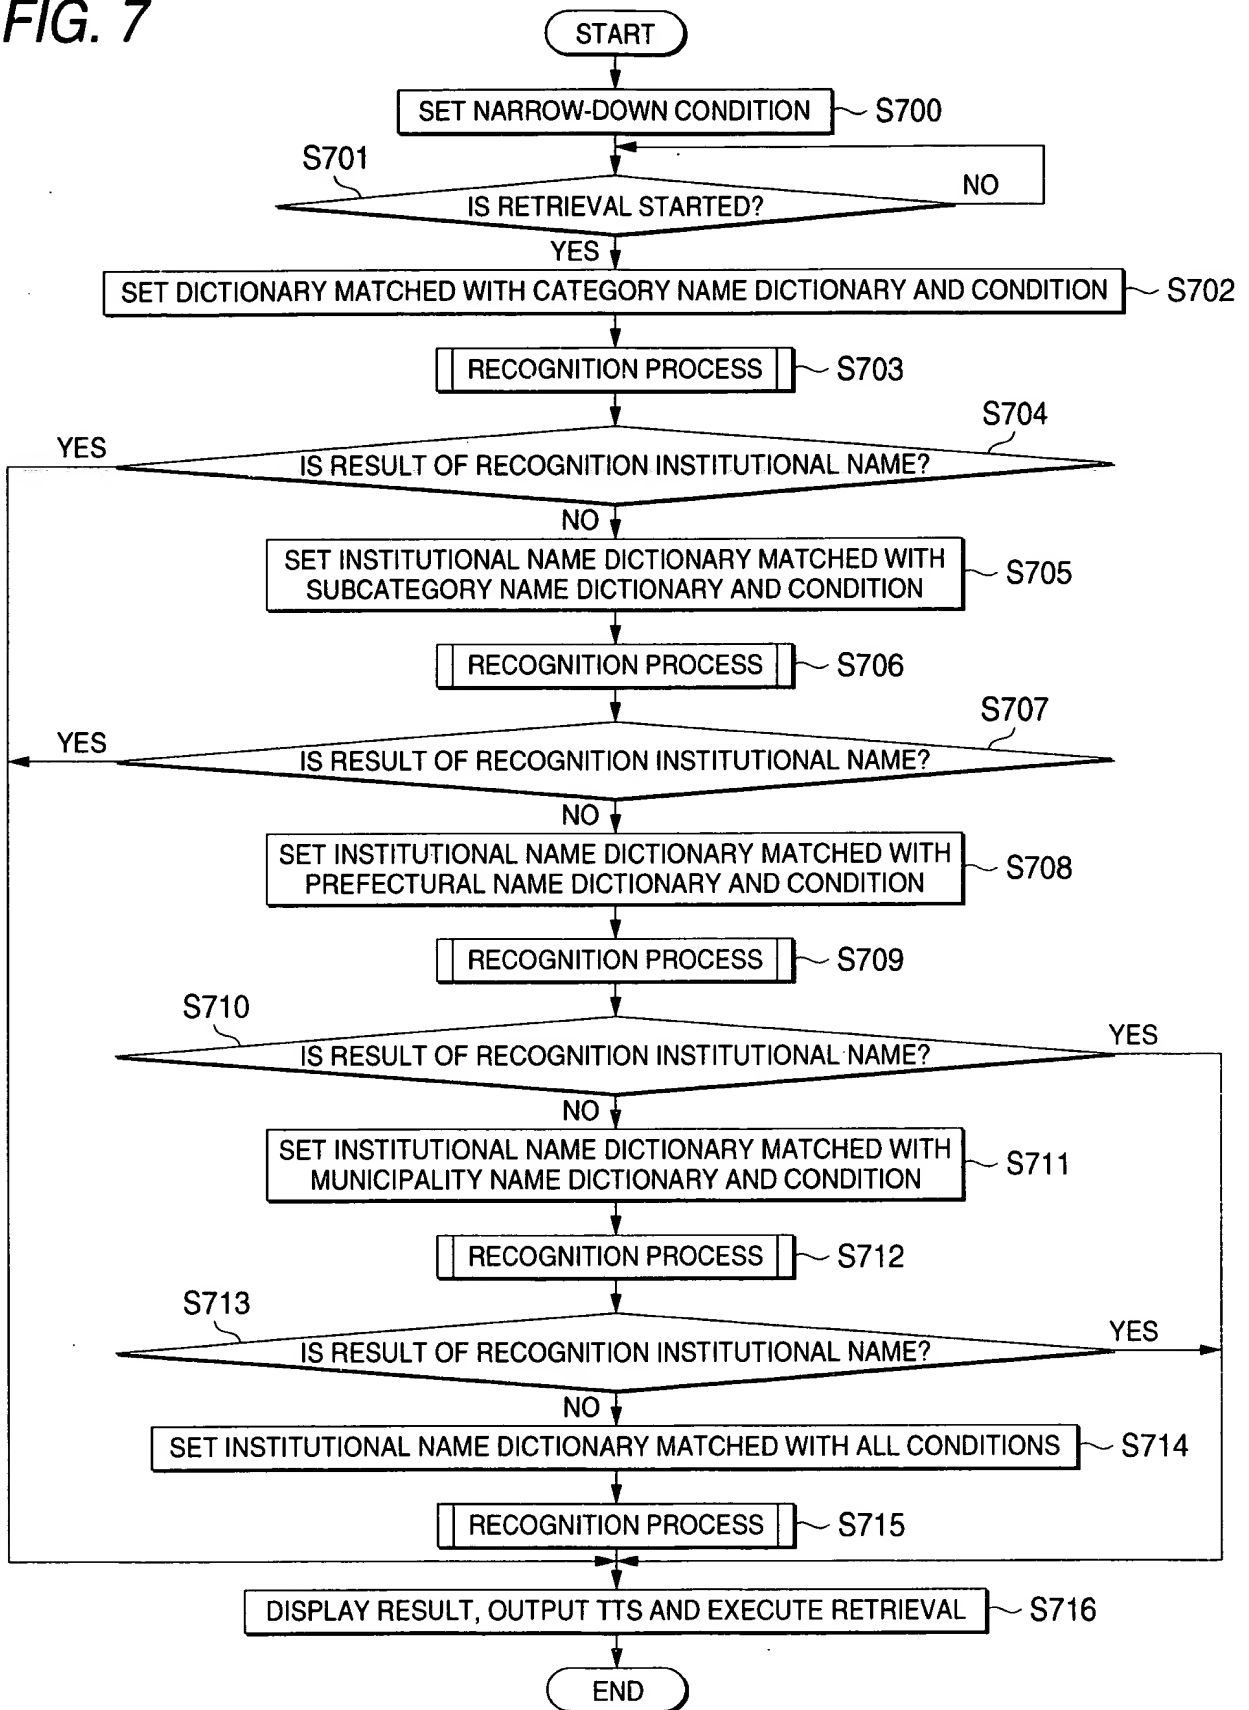 FIG. 7
START
SET NARROW-DOWN CONDITION
S700
S701
NO
IS RETRIEVAL STARTED?
YES
SET DICTIONARY MATCHED WITH CATEGORY NAME DICTIONARY AND CONDITION
S702
RECOGNITION PROCESS
S703
S704
YES
IS RESULT OF RECOGNITION INSTITUTIONAL NAME?
NO
SET INSTITUTIONAL NAME DICTIONARY MATCHED WITH
SUBCATEGORY NAME DICTIONARY AND CONDITION
S705
RECOGNITION PROCESS
S706
S707
YES
IS RESULT OF RECOGNITION INSTITUTIONAL NAME?
NO
SET INSTITUTIONAL NAME DICTIONARY MATCHED WITH
PREFECTURAL NAME DICTIONARY AND CONDITION
S708
RECOGNITION PROCESS
S709
S710
YES
IS RESULT OF RECOGNITION INSTITUTIONAL NAME?
NO
SET INSTITUTIONAL NAME DICTIONARY MATCHED WITH
MUNICIPALITY NAME DICTIONARY AND CONDITION
S711
RECOGNITION PROCESS
S712
S713
YES
IS RESULT OF RECOGNITION INSTITUTIONAL NAME?
NO
SET INSTITUTIONAL NAME DICTIONARY MATCHED WITH ALL CONDITIONS
S714
RECOGNITION PROCESS
S715
DISPLAY RESULT, OUTPUT TTS AND EXECUTE RETRIEVAL
S716
END